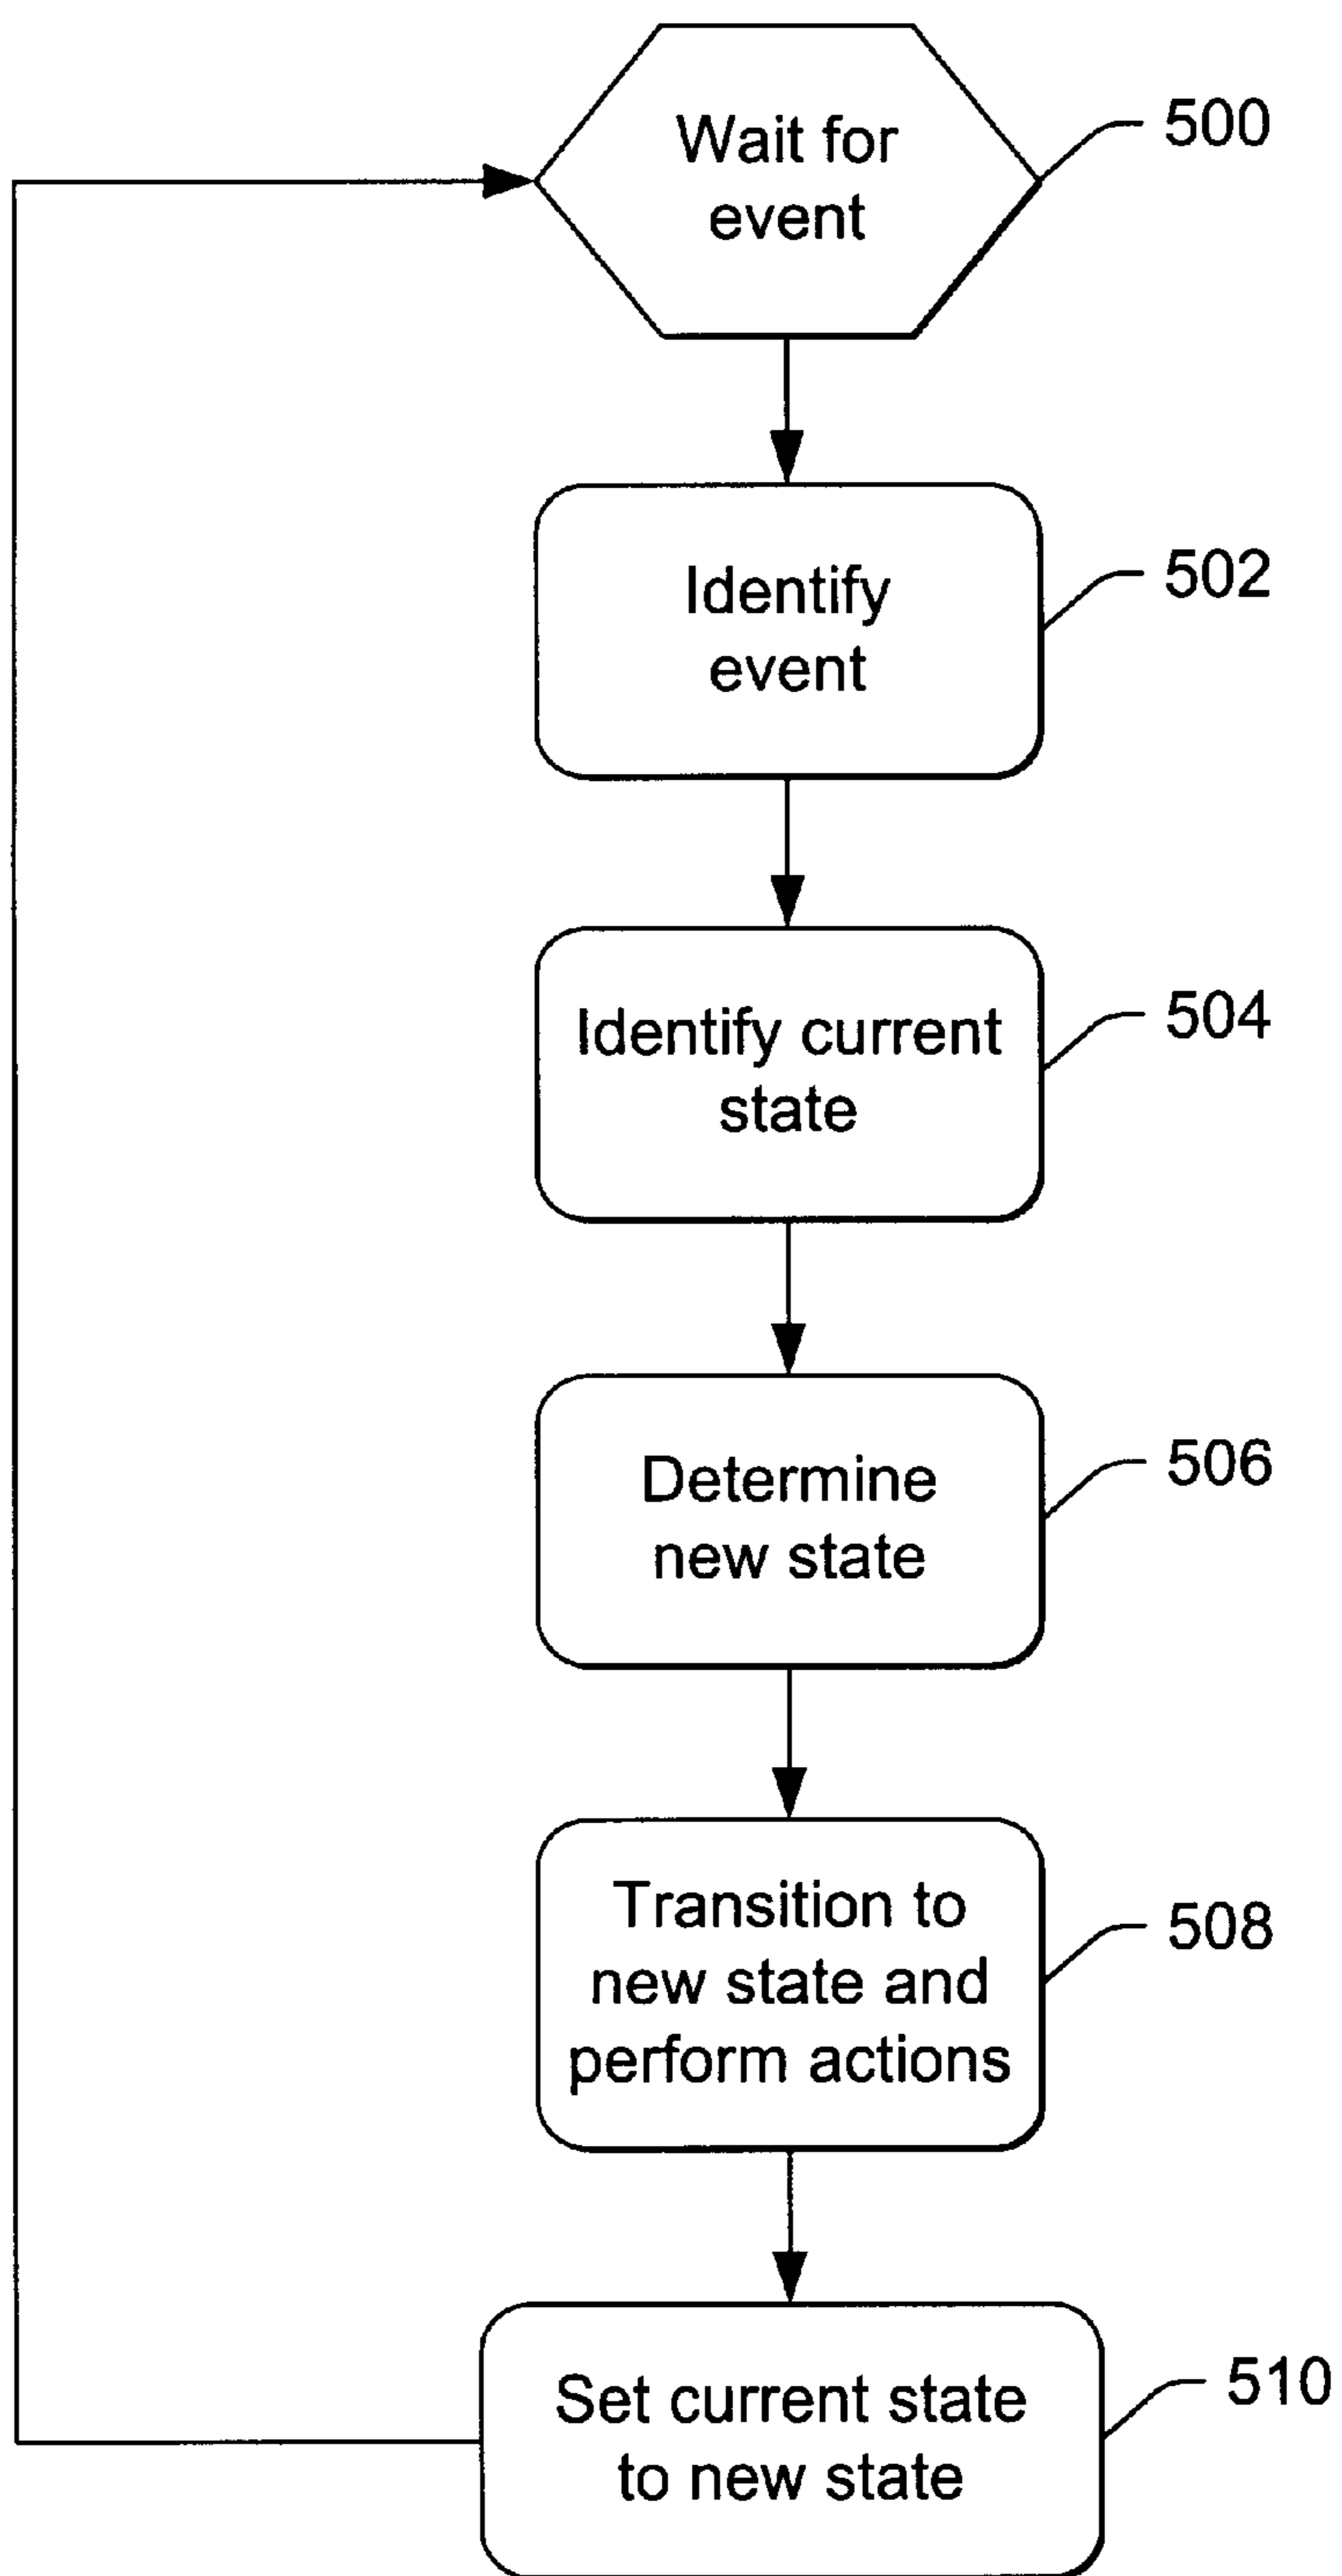 Wait for
event
500
Identify
event
502
Identify current
state
504
Determine
new state
506
Transition to
new state and
perform actions
508
Set current state
to new state
510